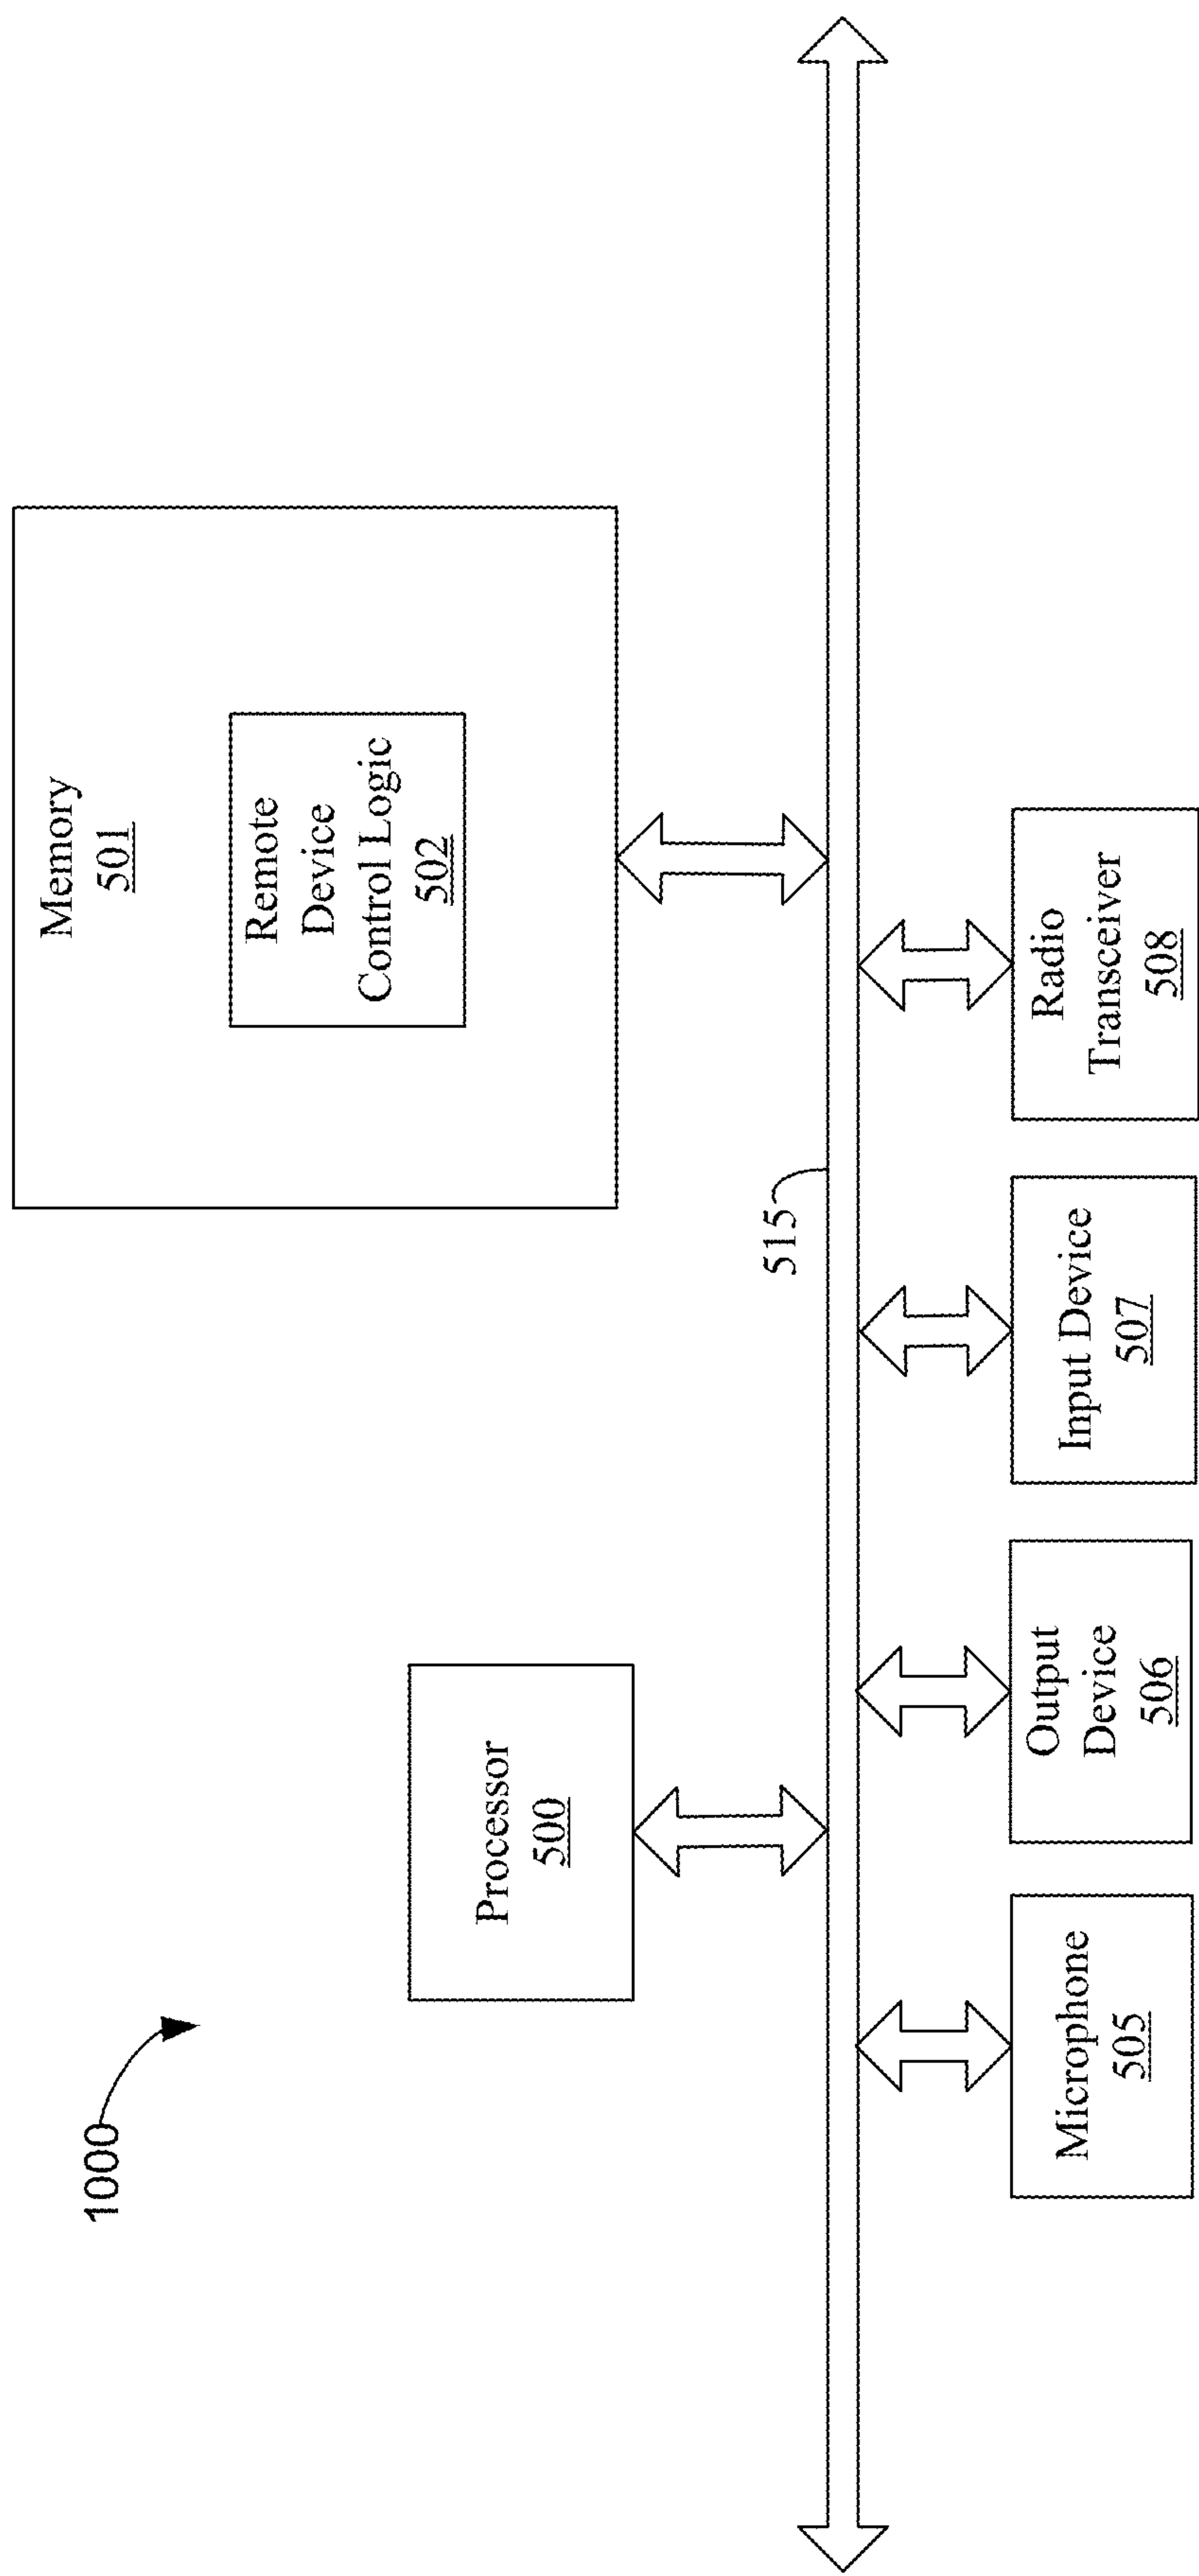 1000
Processor
500
Memory
501
Remote
Device
Control Logic
502
515
Microphone
505
Output
Device
506
Input Device
507
Radio
Transceiver
508